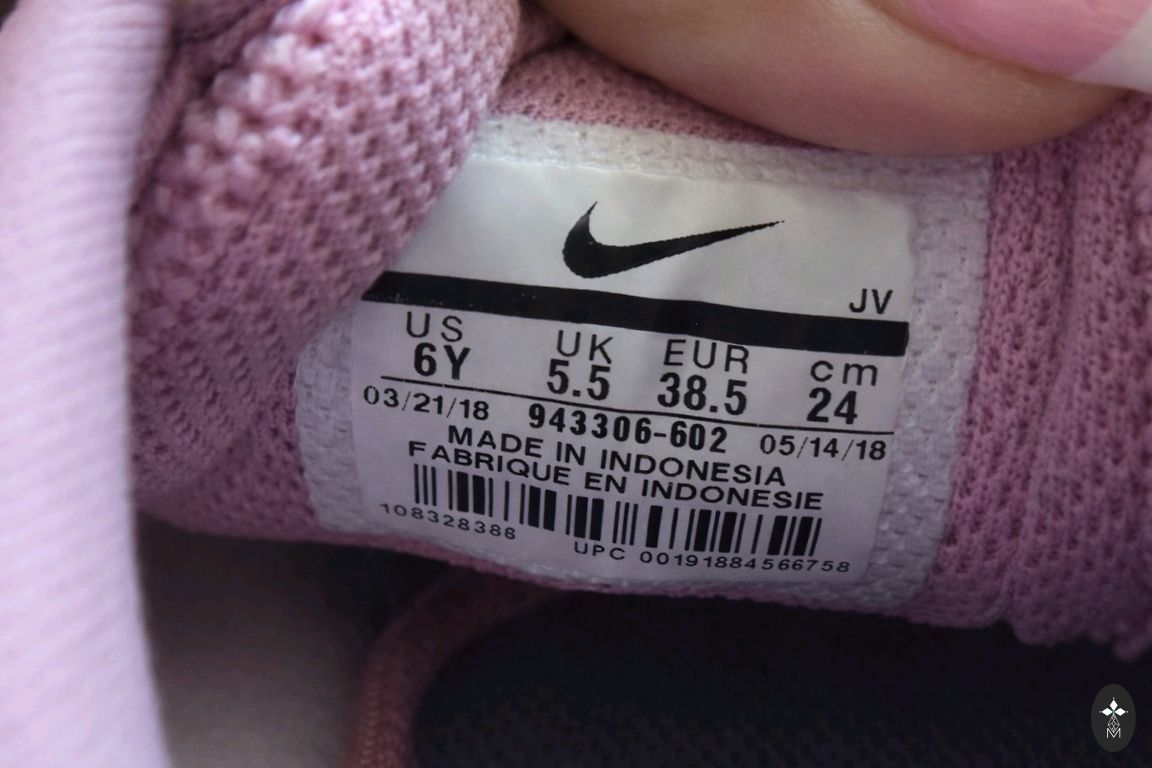 JV
US UK EUR cm
6Y 5.5 38.5 24
03/21/18 943306-602 05/14/18
MADE IN INDONESIA
FABRIQUE EN INDONESIE
108328388 UPC 00191884566758
M